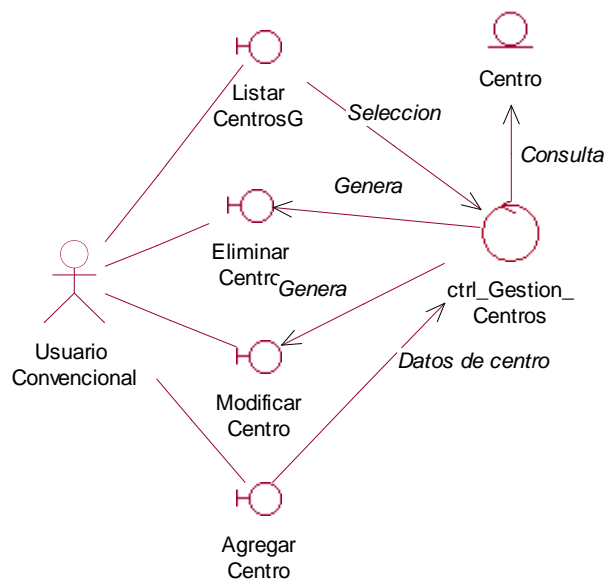 Listar
CentrosG
Centro
Seleccion
Consulta
Genera
Eliminar
Centro
Genera
ctrl_Gestion_
Centros
Usuario
Convencional
Datos de centro
Modificar
Centro
Agregar
Centro